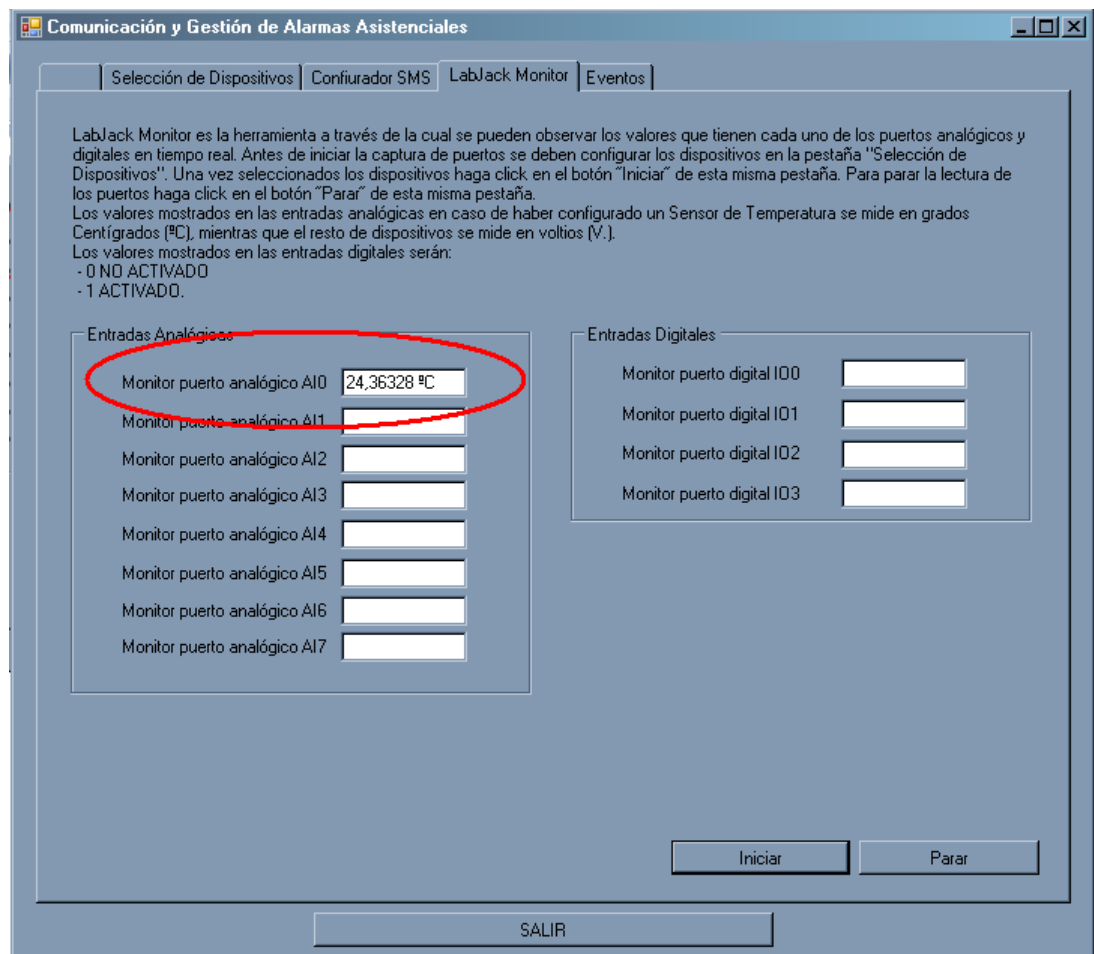 Comunicación y Gestión de Alarmas Asistenciales
Selección de Dispositivos
Confiurador SMS
LabJack Monitor
Eventos
LabJack Monitor es la herramienta a través de la cual se pueden observar los valores que tienen cada uno de los puertos analógicos y
digitales en tiempo real. Antes de iniciar la captura de puertos se deben configurar los dispositivos en la pestaña "Selección de
Dispositivos". Una vez seleccionados los dispositivos haga click en el botón ˝Iniciar˝ de esta misma pestaña. Para parar la lectura de
los puertos haga click en el botón ˝Parar˝ de esta misma pestaña.
Los valores mostrados en las entradas analógicas en caso de haber configurado un Sensor de Temperatura se mide en grados
Centígrados (ºC), mientras que el resto de dispositivos se mide en voltios (V.).
Los valores mostrados en las entradas digitales serán:
- 0 NO ACTIVADO
- 1 ACTIVADO.
Entradas Analógicas
Monitor puerto analógico AI0 24,36328 ºC
Monitor puerto analógico AI1
Monitor puerto analógico AI2
Monitor puerto analógico AI3
Monitor puerto analógico AI4
Monitor puerto analógico AI5
Monitor puerto analógico AI6
Monitor puerto analógico AI7
Entradas Digitales
Monitor puerto digital IO0
Monitor puerto digital IO1
Monitor puerto digital IO2
Monitor puerto digital IO3
Iniciar
Parar
SALIR